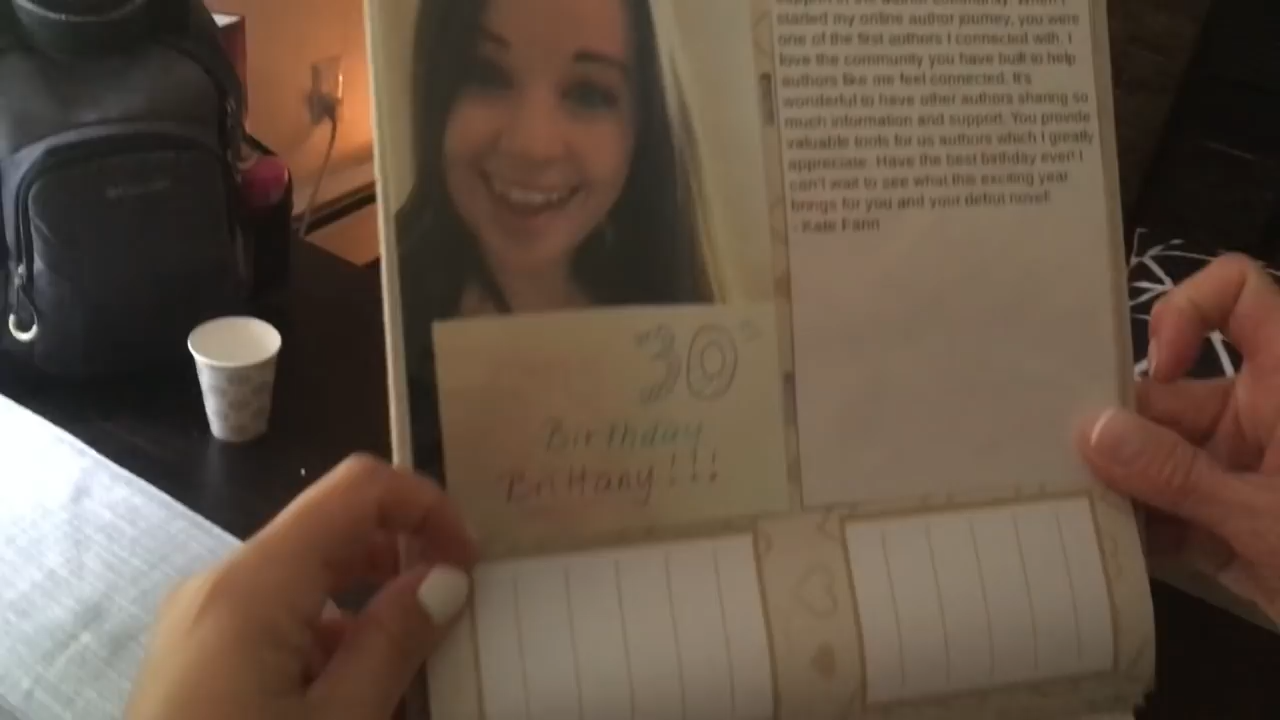 started my online author journey, you were
one of the first authors I connected with. I
love the community you have built to help
authors like me feel connected. It's
wonderful to have other authors sharing so
much information and support. You provide
valuable tools for us authors which I greatly
appreciate. Have the best birthday ever! I
can't wait to see what this exciting year
brings for you and your debut novel!
- Kate
30
Birthday
Brittany!!!